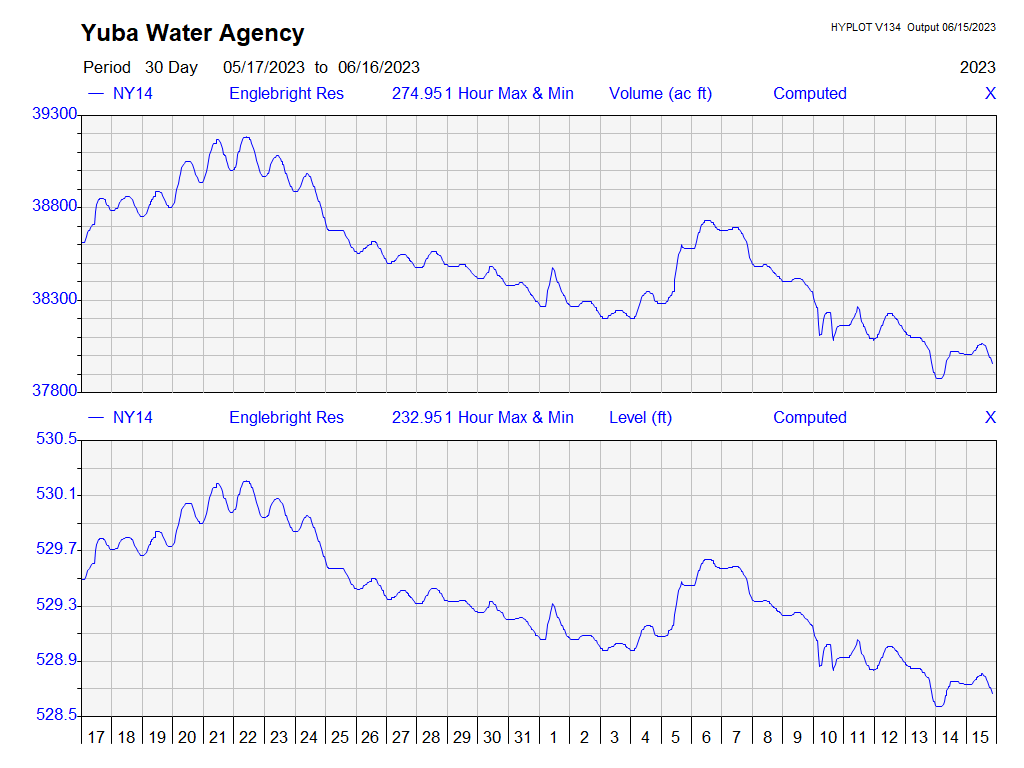 Yuba Water Agency
HYPLOT V134 Output 06/15/2023
Period 30 Day 05/17/2023 to 06/16/2023 2023
— NY14 Englebright Res 274.951 Hour Max & Min Volume (ac ft) Computed X
39300
38800
38300
37800
— NY14 Englebright Res 232.951 Hour Max & Min Level (ft) Computed X
530.5
530.1
529.7
529.3
528.9
528.5
17 18 19 20 21 22 23 24 25 26 27 28 29 30 31 1 2 3 4 5 6 7 8 9 10 11 12 13 14 15